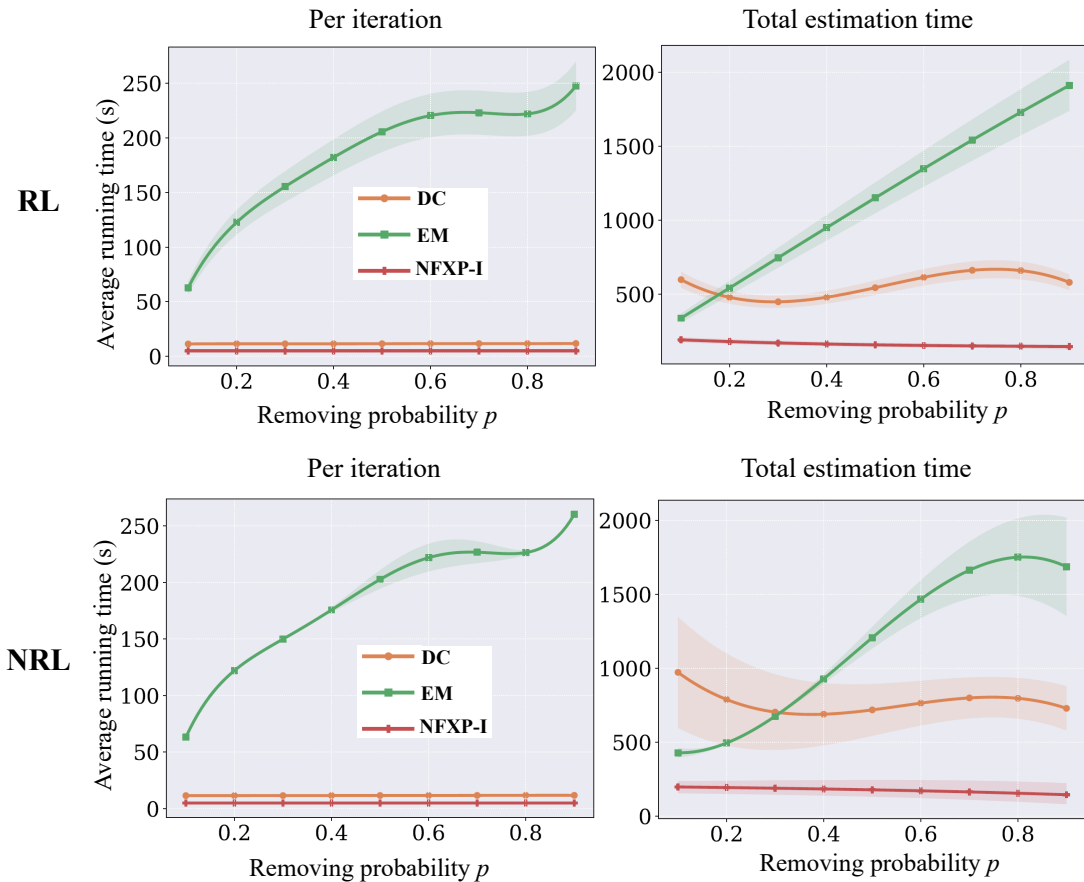 Per iteration
Total estimation time
RL
Average running time (s)
250
200
150
100
50
0
DC
EM
NFXP-I
0.2 0.4 0.6 0.8
Removing probability p
2000
1500
1000
500
0.2 0.4 0.6 0.8
Removing probability p
Per iteration
Total estimation time
NRL
Average running time (s)
250
200
150
100
50
0
DC
EM
NFXP-I
0.2 0.4 0.6 0.8
Removing probability p
2000
1500
1000
500
0
0.2 0.4 0.6 0.8
Removing probability p